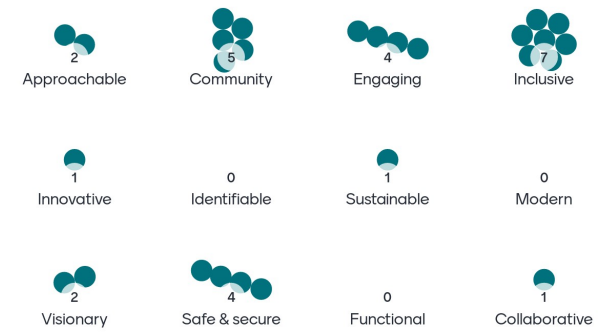 2 5 4 7
Approachable Community Engaging Inclusive
1 0 1 0
Innovative Identifiable Sustainable Modern
2 4 0 1
Visionary Safe & secure Functional Collaborative